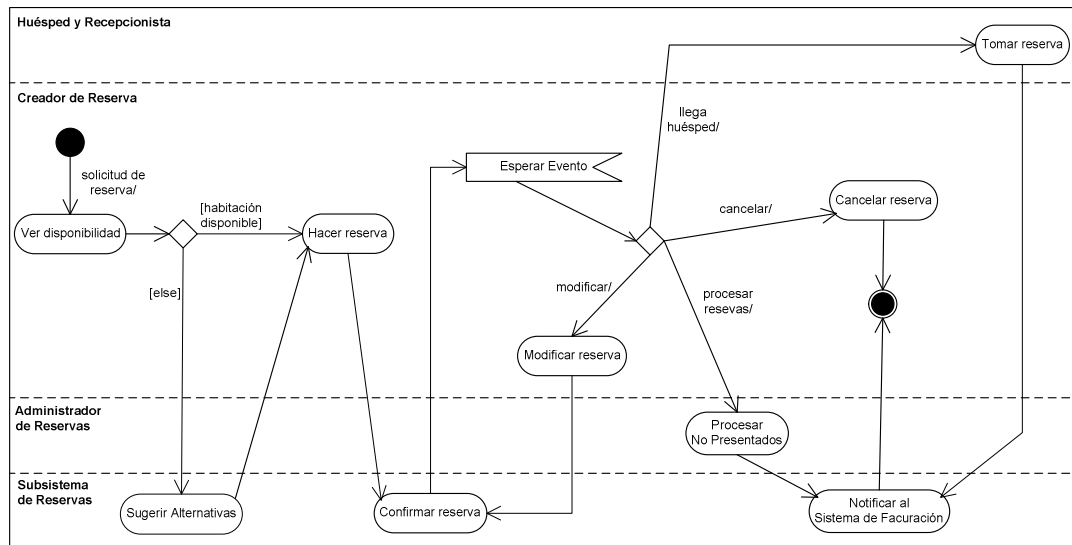 Huésped y Recepcionista
Tomar reserva
Creador de Reserva
llega
huésped/
solicitud de
reserva/
Esperar Evento
Ver disponibilidad
[habitación
disponible]
Hacer reserva
cancelar/
Cancelar reserva
[else]
modificar/
procesar
resevas/
Modificar reserva
Administrador
de Reservas
Procesar
No Presentados
Subsistema
de Reservas
Sugerir Alternativas
Confirmar reserva
Notificar al
Sistema de Facuración